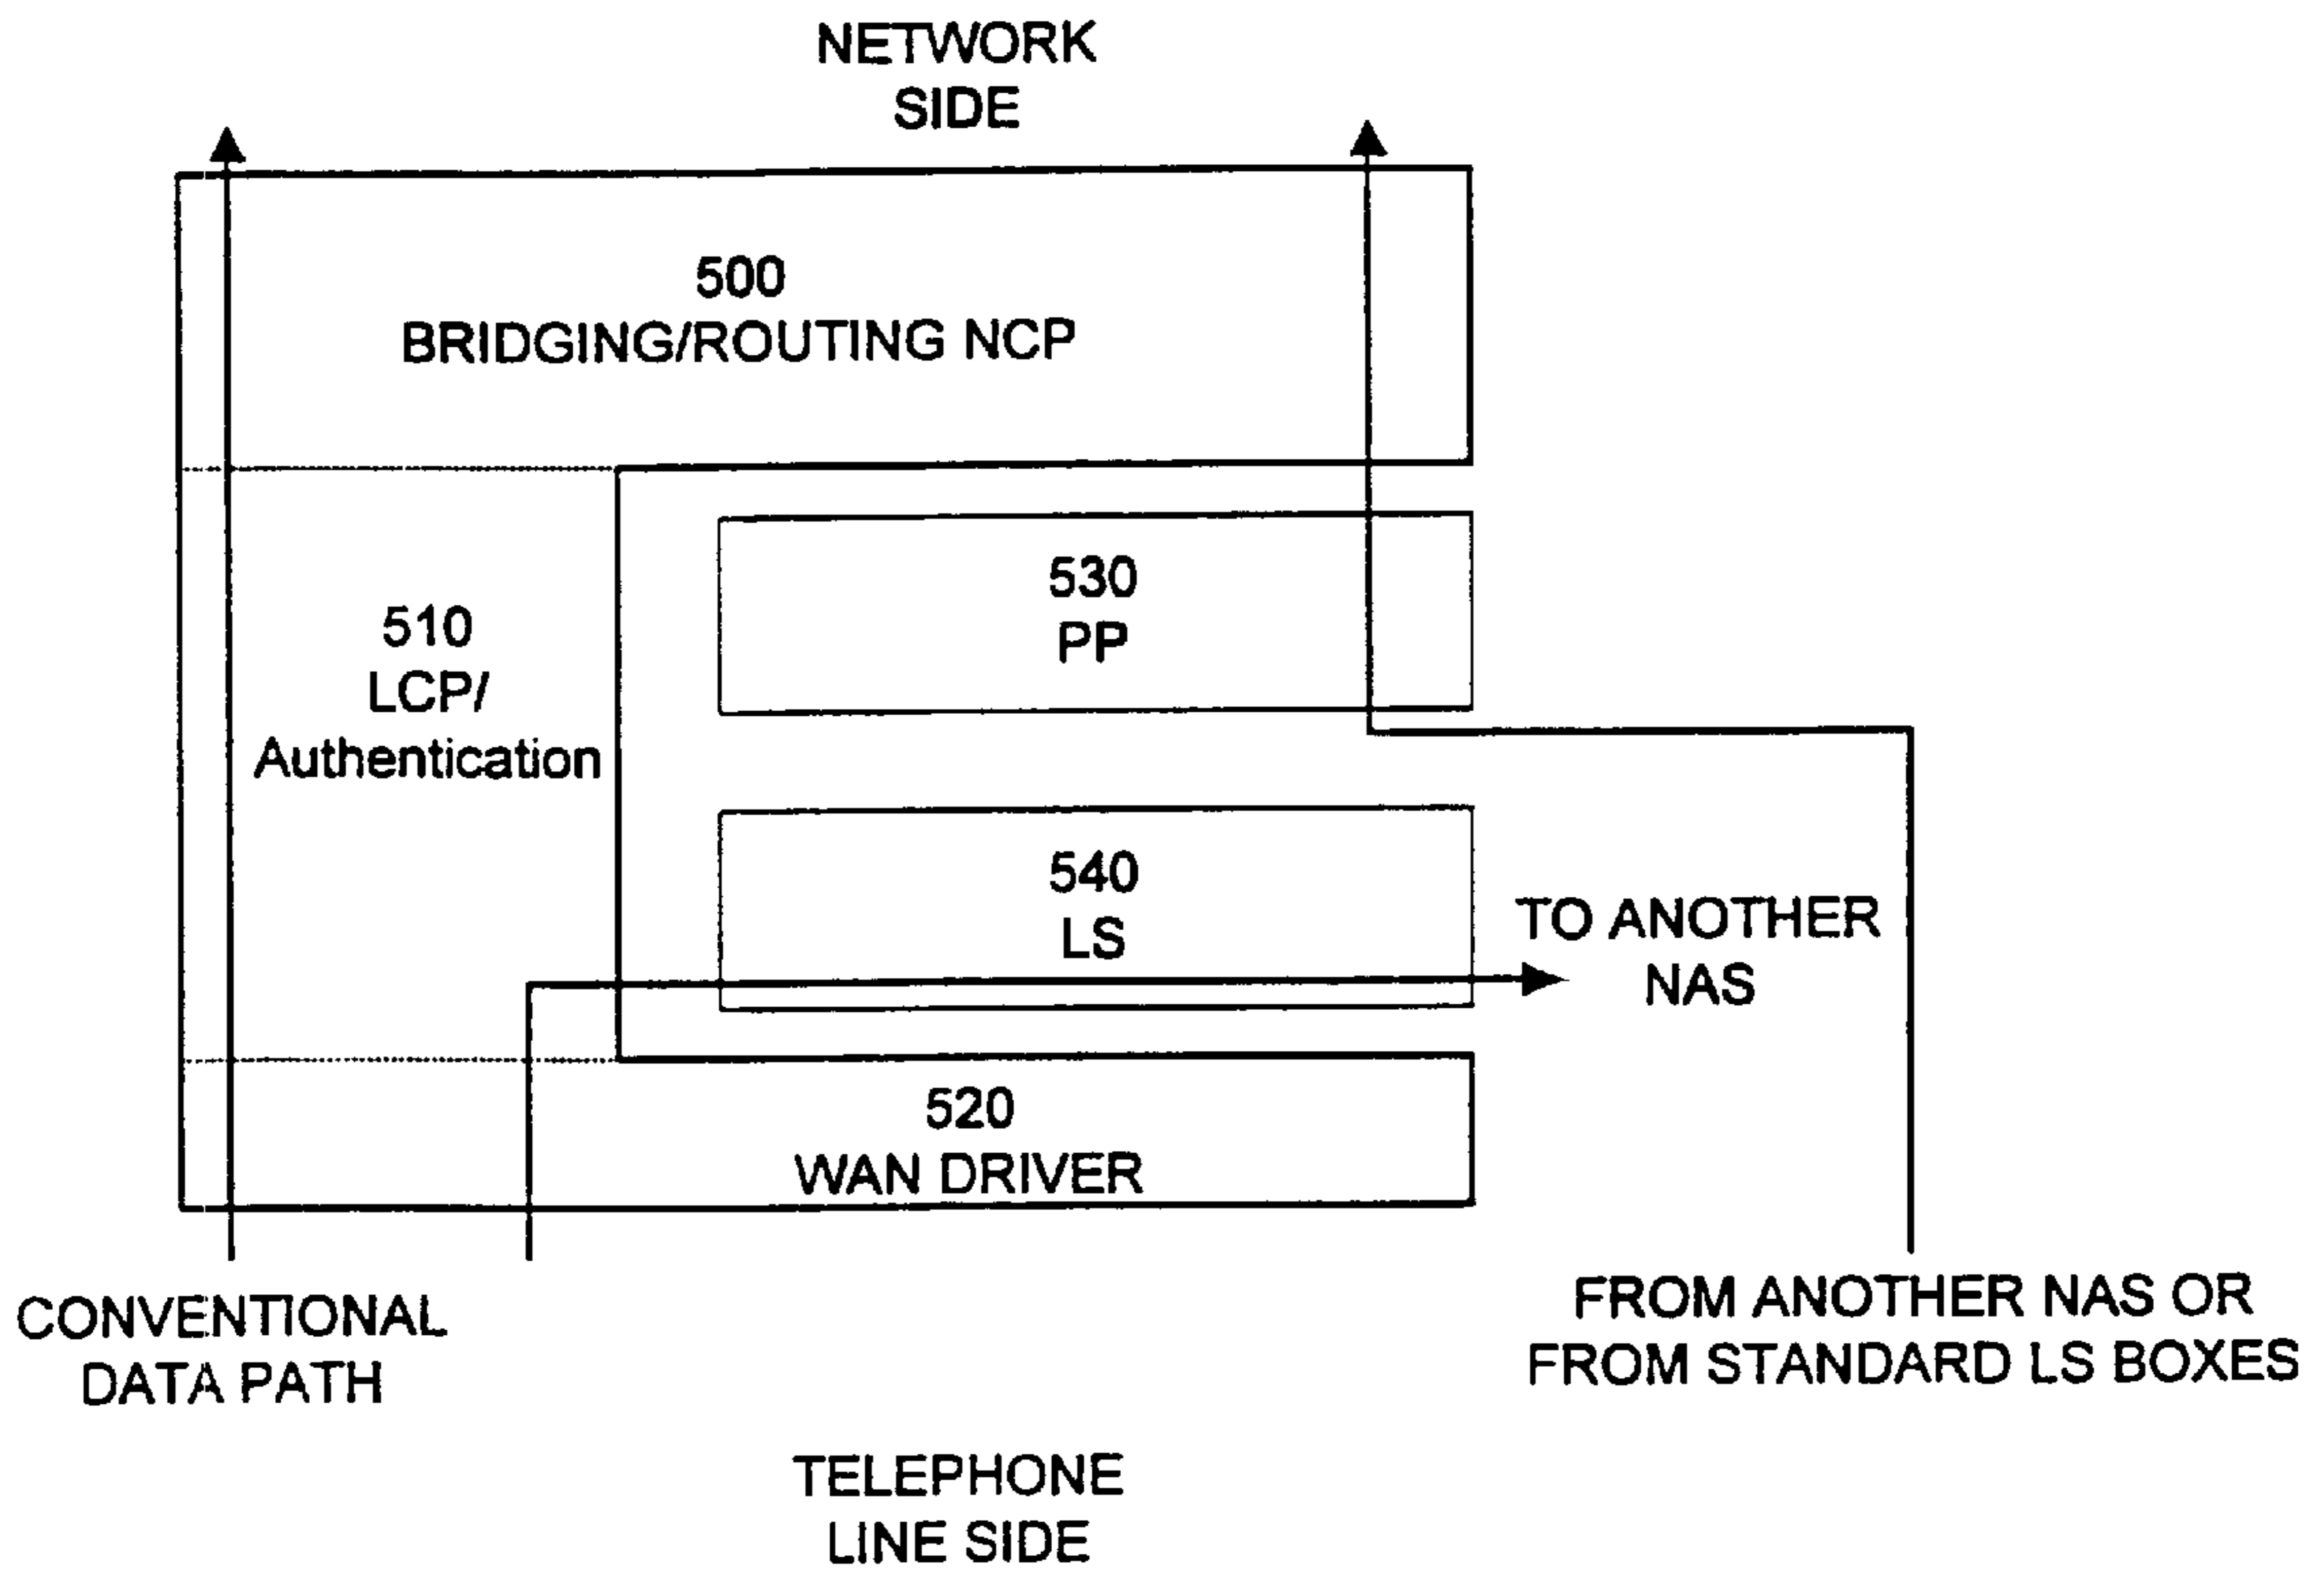 NETWORK
SIDE
500
BRIDGING/ROUTING NCP
530
PP
510
LCP/
Authentication
540
LS
TO ANOTHER
NAS
520
WAN DRIVER
CONVENTIONAL
DATA PATH
FROM ANOTHER NAS OR
FROM STANDARD LS BOXES
TELEPHONE
LINE SIDE